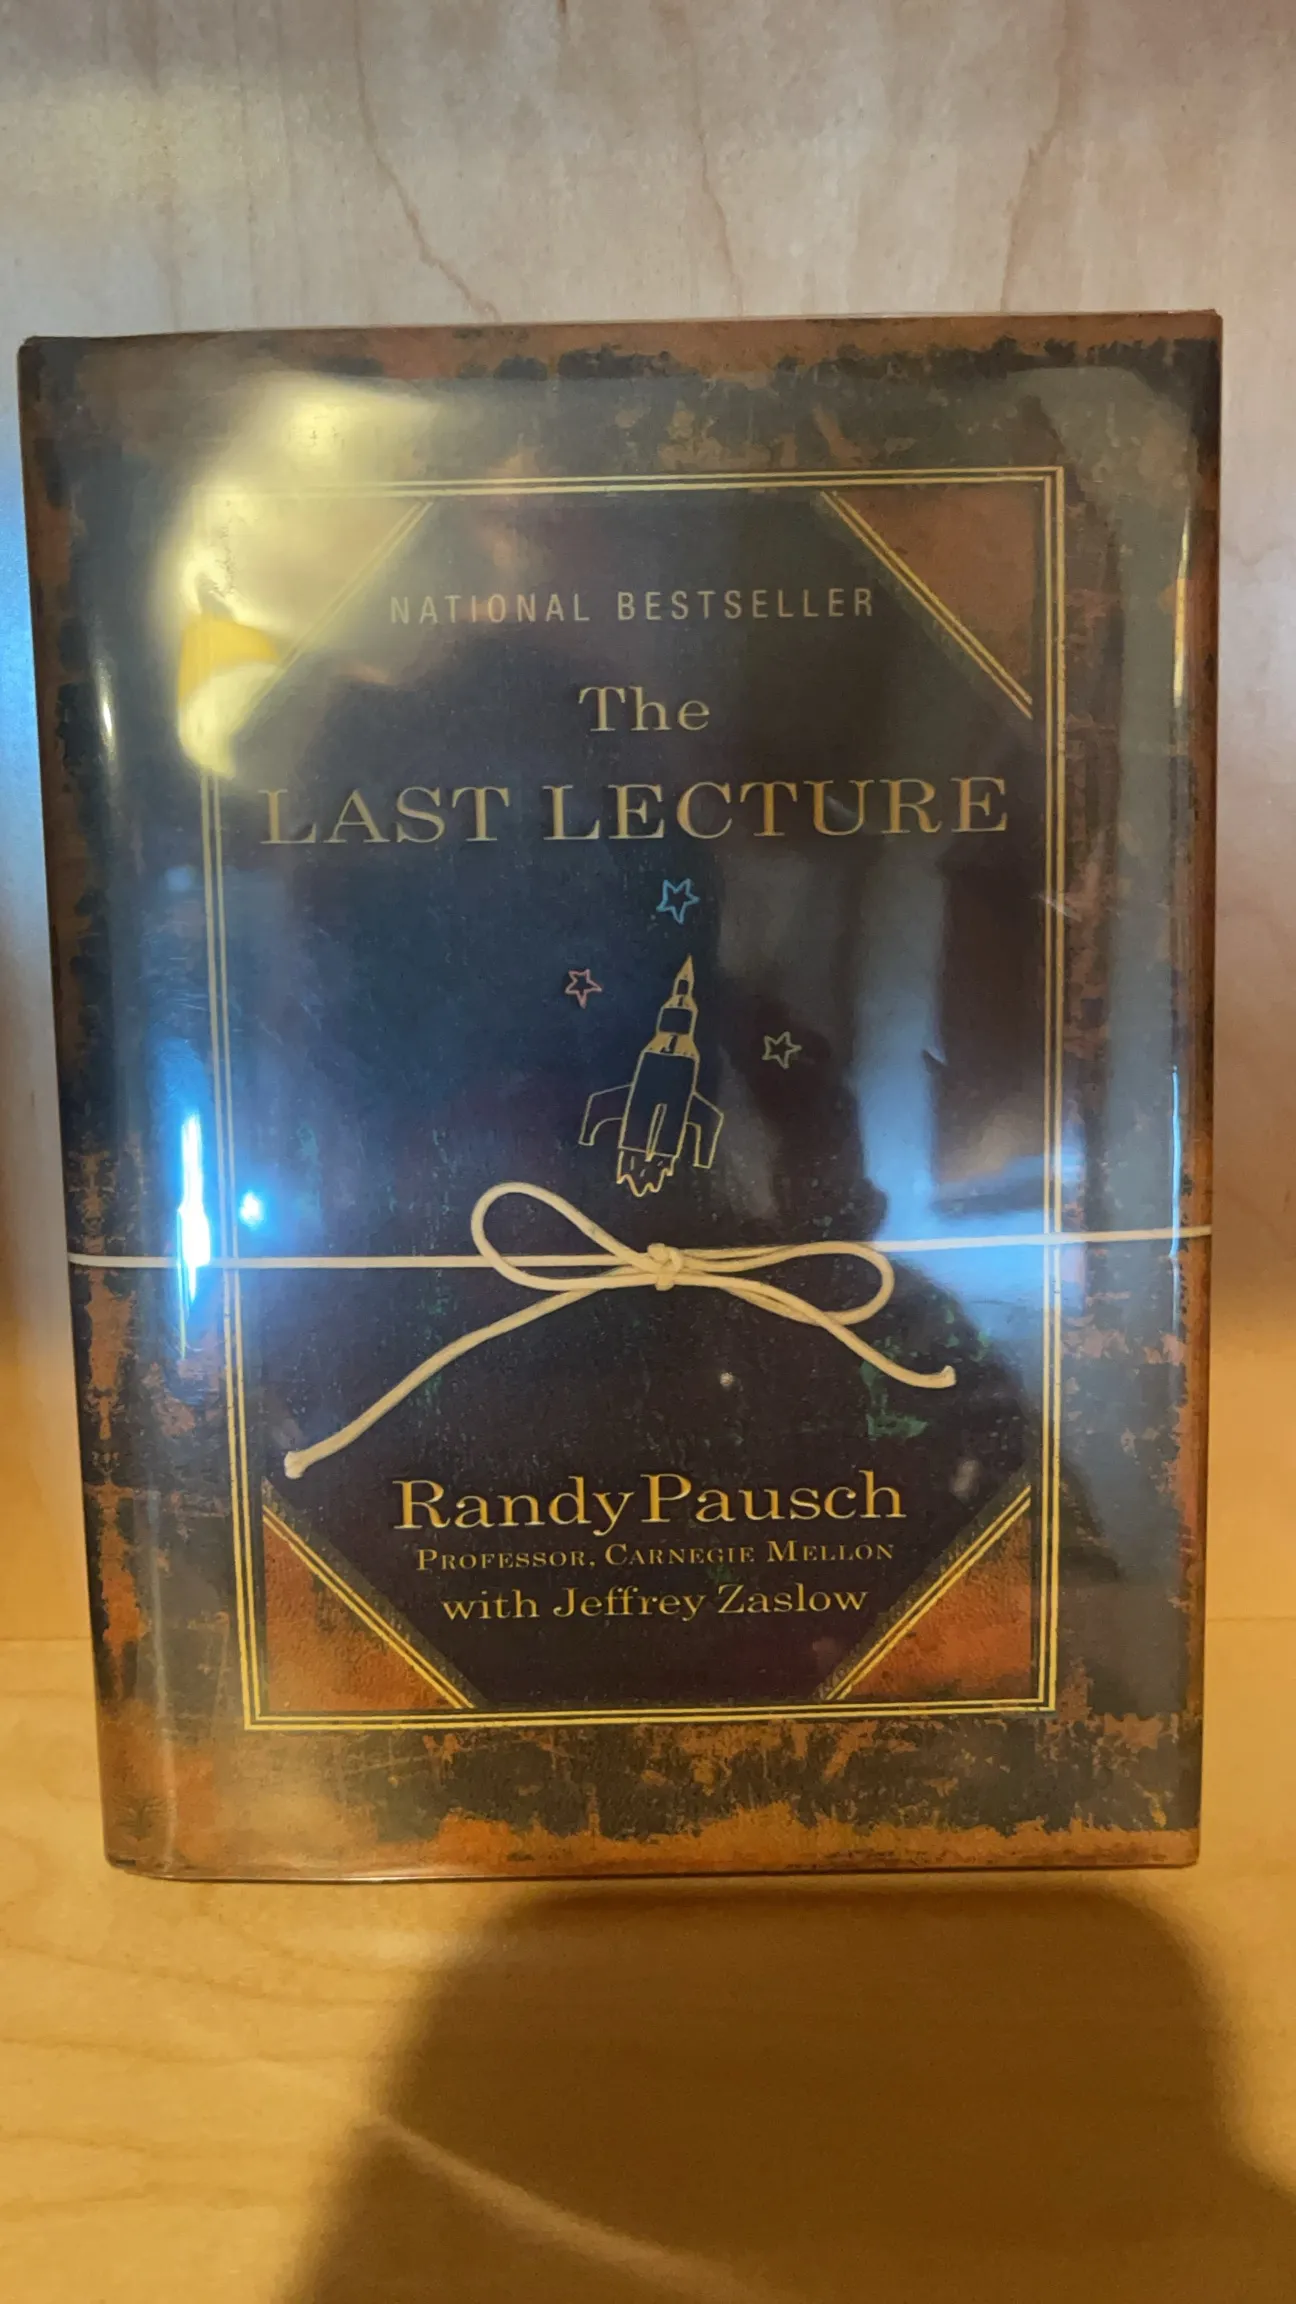 NATIONAL BESTSELLER
The
LAST LECTURE
Randy Pausch
PROFESSOR, CARNEGIE MELLON
with Jeffrey Zaslow